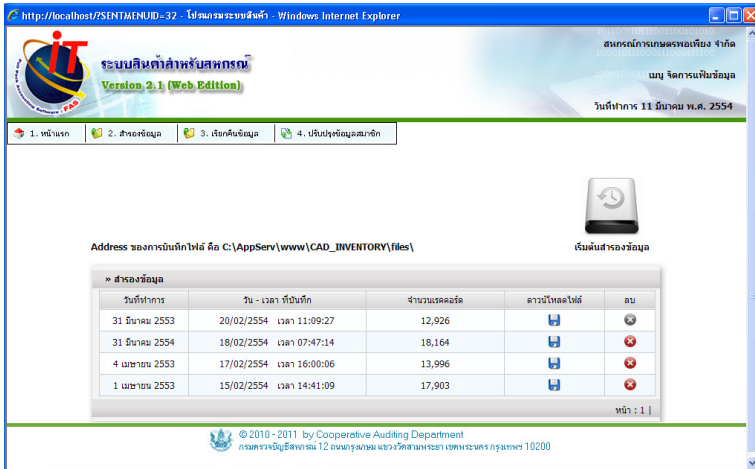 http://localhost/?SENTMENUID=32 - โปรแกรมระบบสินค้า - Windows Internet Explorer
สหกรณ์การเกษตรพอเพียง จำกัด
iT
ระบบสินค้าสำหรับสหกรณ์
Version 2.1 (Web Edition)
เมนู จัดการแฟ้มข้อมูล
FAS
วันที่ทำการ 11 มีนาคม พ.ศ. 2554
1. หน้าแรก 2. สำรองข้อมูล 3. เรียกคืนข้อมูล 4. ปรับปรุงข้อมูลสมาชิก
Address ของการบันทึกไฟล์ คือ C:\AppServ\www\CAD_INVENTORY\files\
เริ่มต้นสำรองข้อมูล
» สำรองข้อมูล
วันที่ทำการ วัน - เวลา ที่บันทึก จำนวนเรคคอร์ด ดาวน์โหลดไฟล์ ลบ
31 มีนาคม 2553 20/02/2554 เวลา 11:09:27 12,926
31 มีนาคม 2554 18/02/2554 เวลา 07:47:14 18,164
4 เมษายน 2553 17/02/2554 เวลา 16:00:06 13,996
1 เมษายน 2553 15/02/2554 เวลา 14:41:09 17,903
หน้า : 1 |
© 2010 - 2011 by Cooperative Auditing Department
กรมตรวจบัญชีสหกรณ์ 12 ถนนกรุงเกษม แขวงวัดสามพระยา เขตพระนคร กรุงเทพฯ 10200